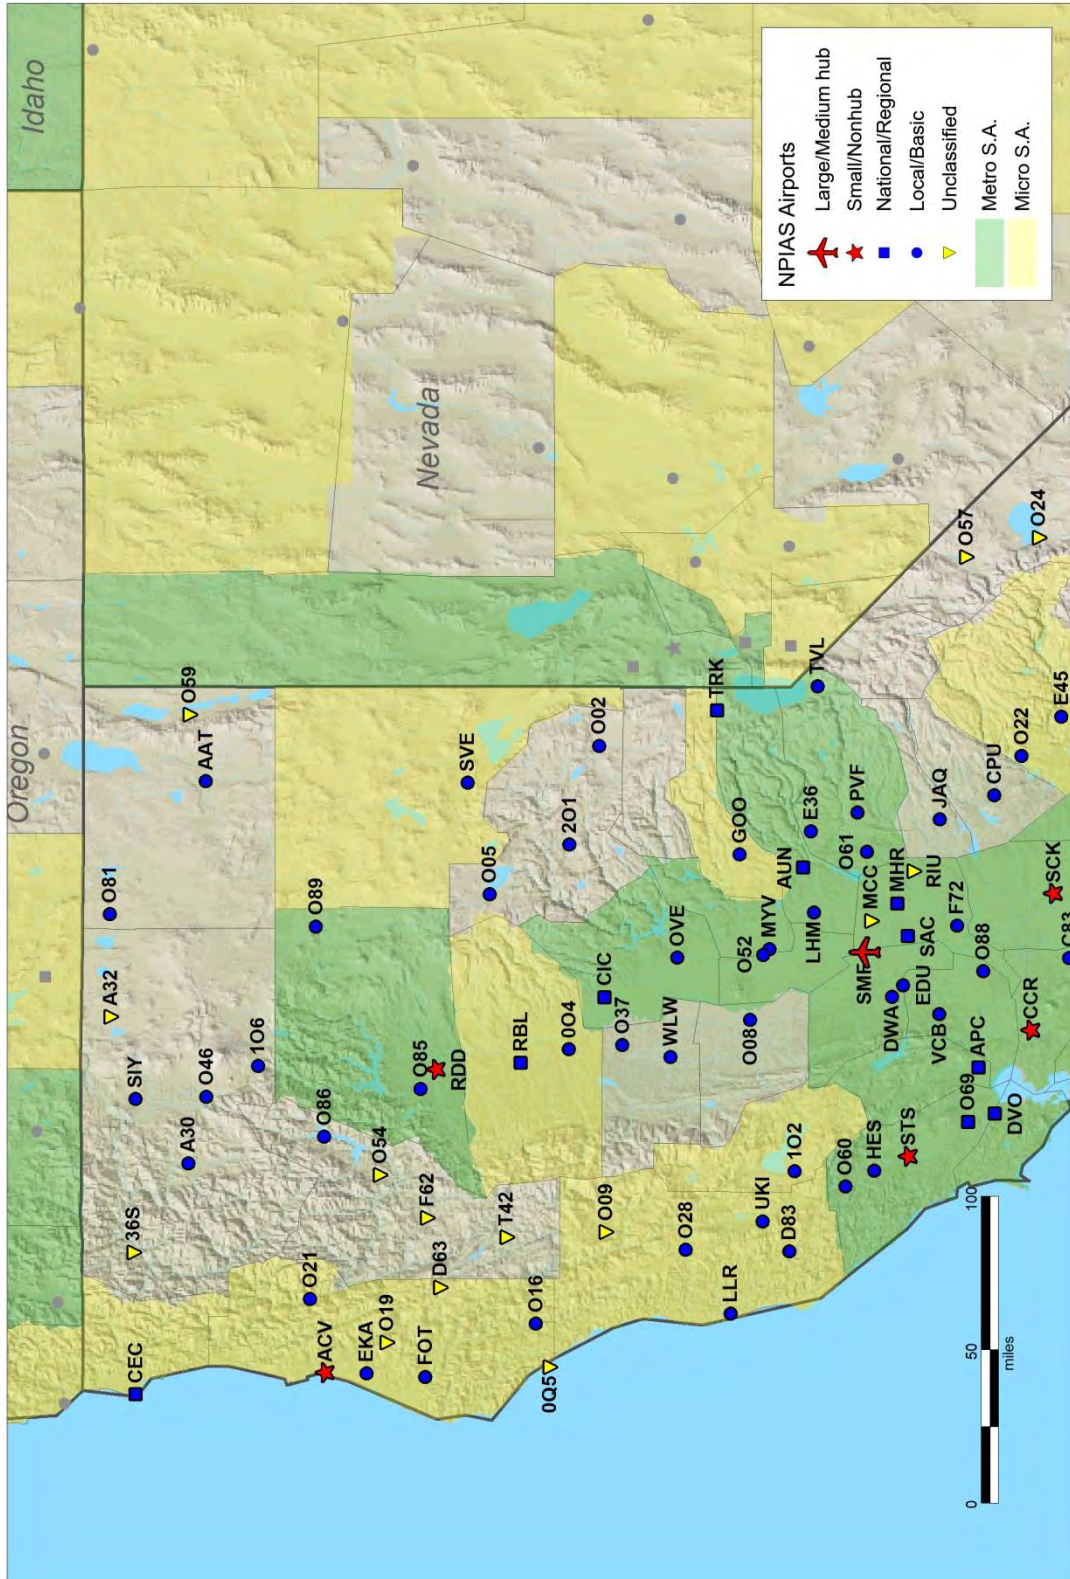 Oregon
Idaho
A32
O81
CEC
36S
SIY
A30
O59
O46
AAT
1O6
O21
O86
O89
ACV
EKA
O54
O19
O85
RDD
FOT
F62
D63
Nevada
SVE
O05
T42
RBL
O16
0Q5
0O4
2O1
O02
O09
CIC
O37
WLW
OVE
O28
TRK
LLR
GOO
O08
UKI
O52
MYV
D83
1O2
AUN
E36
LHM
TVL
O60
SMF
PVF
O61
MCC
HES
DWA
MHR
EDU
STS
SAC
RIU
VCB
JAQ
F72
O57
O69
APC
O88
DVO
CPU
O22
CCR
O24
SCK
E45
C83
NPIAS Airports
Large/Medium hub
Small/Nonhub
National/Regional
Local/Basic
Unclassified
Metro S.A.
Micro S.A.
0 50 100
miles